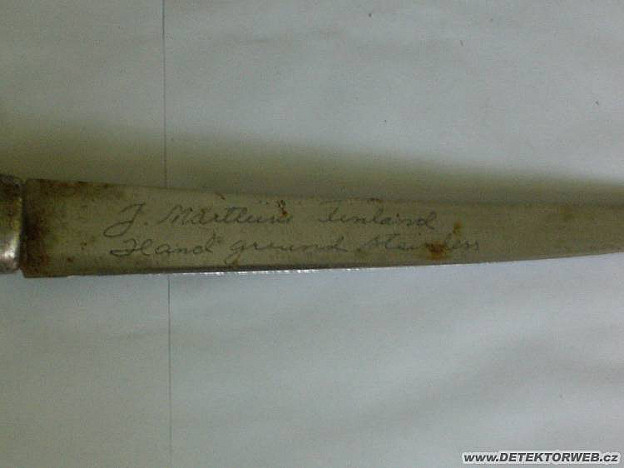 J. Marttiini Finland
Hand ground stainless
www.DETEKTORWEB.cz